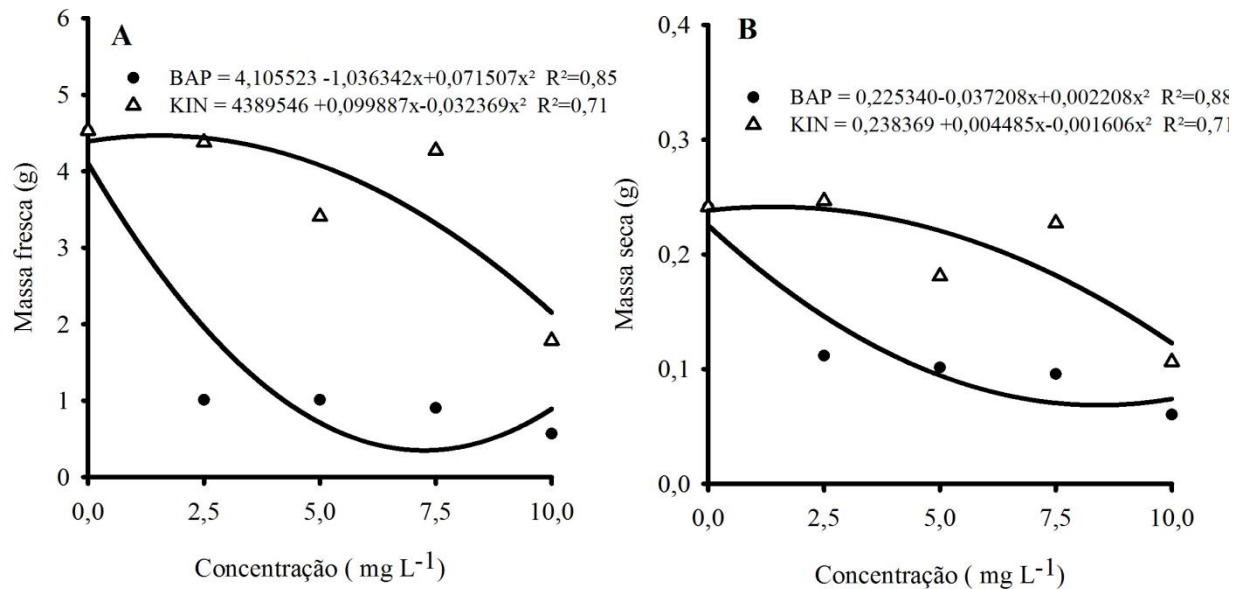 A
BAP = 4,105523 -1,036342x+0,071507x² R²=0,85
KIN = 4389546 +0,099887x-0,032369x² R²=0,71
Massa fresca (g)
6
5
4
3
2
1
0
0,0 2,5 5,0 7,5 10,0
Concentração ( mg L-1)
B
BAP = 0,225340-0,037208x+0,002208x² R²=0,88
KIN = 0,238369 +0,004485x-0,001606x² R²=0,71
Massa seca (g)
0,4
0,3
0,2
0,1
0,0
0,0 2,5 5,0 7,5 10,0
Concentração ( mg L-1)